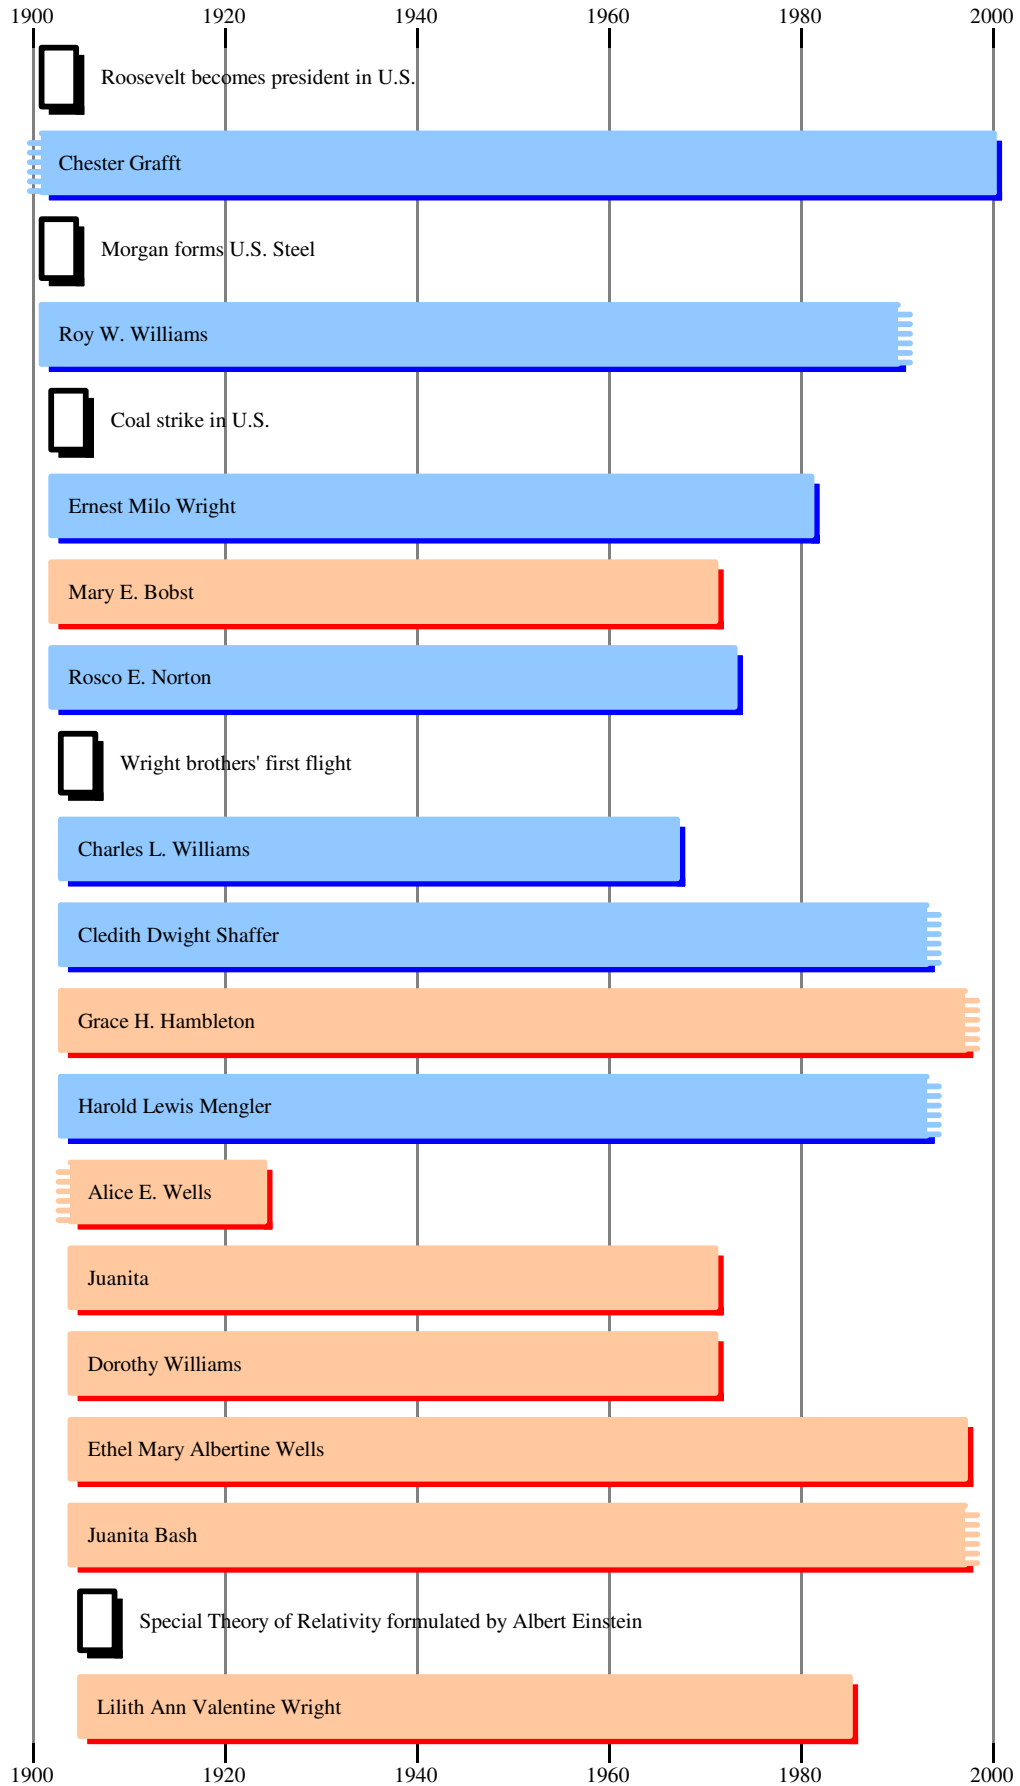 1900 1920 1940 1960 1980 2000
Roosevelt becomes president in U.S.
Chester Grafft
Morgan forms U.S. Steel
Roy W. Williams
Coal strike in U.S.
Ernest Milo Wright
Mary E. Bobst
Rosco E. Norton
Wright brothers' first flight
Charles L. Williams
Cledith Dwight Shaffer
Grace H. Hambleton
Harold Lewis Mengler
Alice E. Wells
Juanita
Dorothy Williams
Ethel Mary Albertine Wells
Juanita Bash
Special Theory of Relativity formulated by Albert Einstein
Lilith Ann Valentine Wright
1900 1920 1940 1960 1980 2000